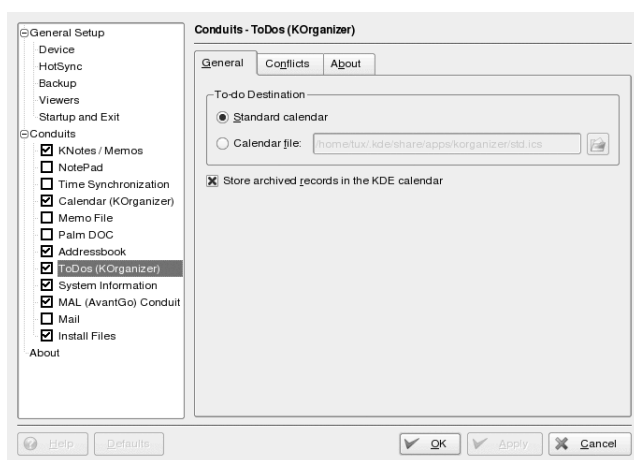 General Setup
Device
HotSync
Backup
Viewers
Startup and Exit
Conduits
KNotes / Memos
NotePad
Time Synchronization
Calendar (KOrganizer)
Memo File
Palm DOC
Addressbook
ToDos (KOrganizer)
System Information
MAL (AvantGo) Conduit
Mail
Install Files
About
Conduits - ToDos (KOrganizer)
General Conflicts About
To-do Destination
Standard calendar
Calendar file: /home/tux/.kde/share/apps/korganizer/std.ics
Store archived records in the KDE calendar
Help Defaults OK Apply Cancel